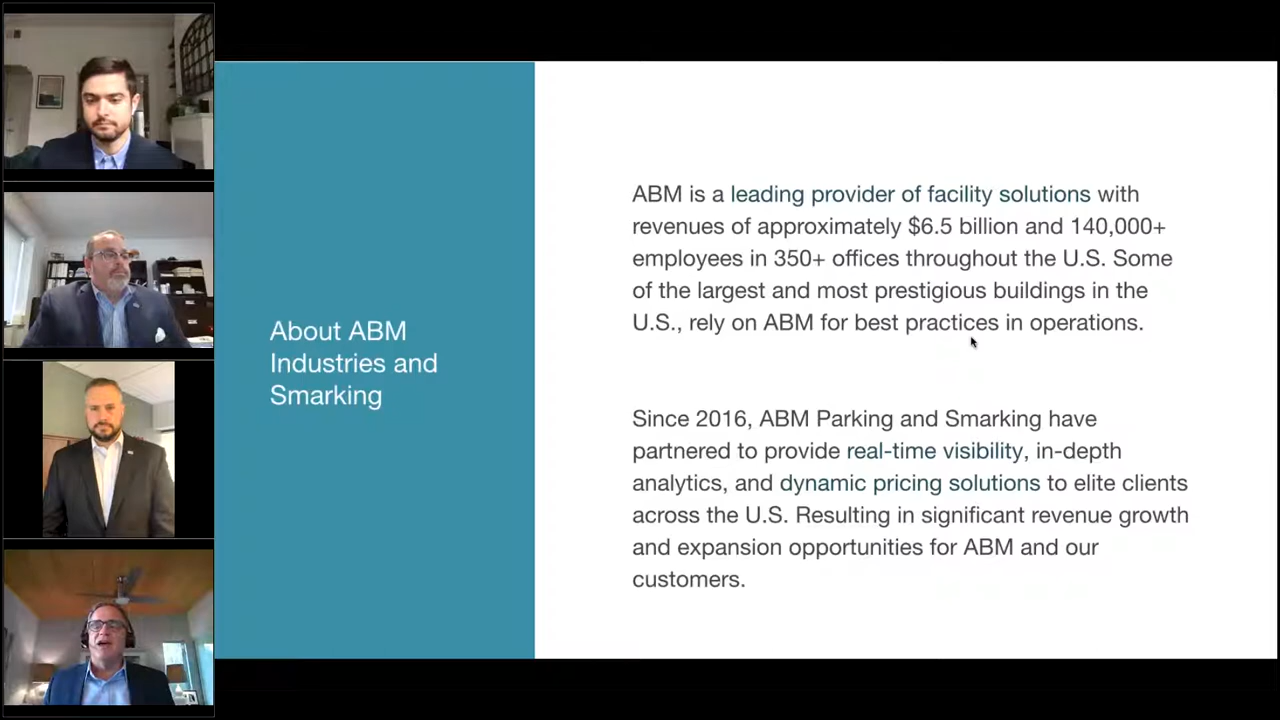 About ABM
Industries and
Smarking
ABM is a leading provider of facility solutions with
revenues of approximately $6.5 billion and 140,000+
employees in 350+ offices throughout the U.S. Some
of the largest and most prestigious buildings in the
U.S., rely on ABM for best practices in operations.
Since 2016, ABM Parking and Smarking have
partnered to provide real-time visibility, in-depth
analytics, and dynamic pricing solutions to elite clients
across the U.S. Resulting in significant revenue growth
and expansion opportunities for ABM and our
customers.